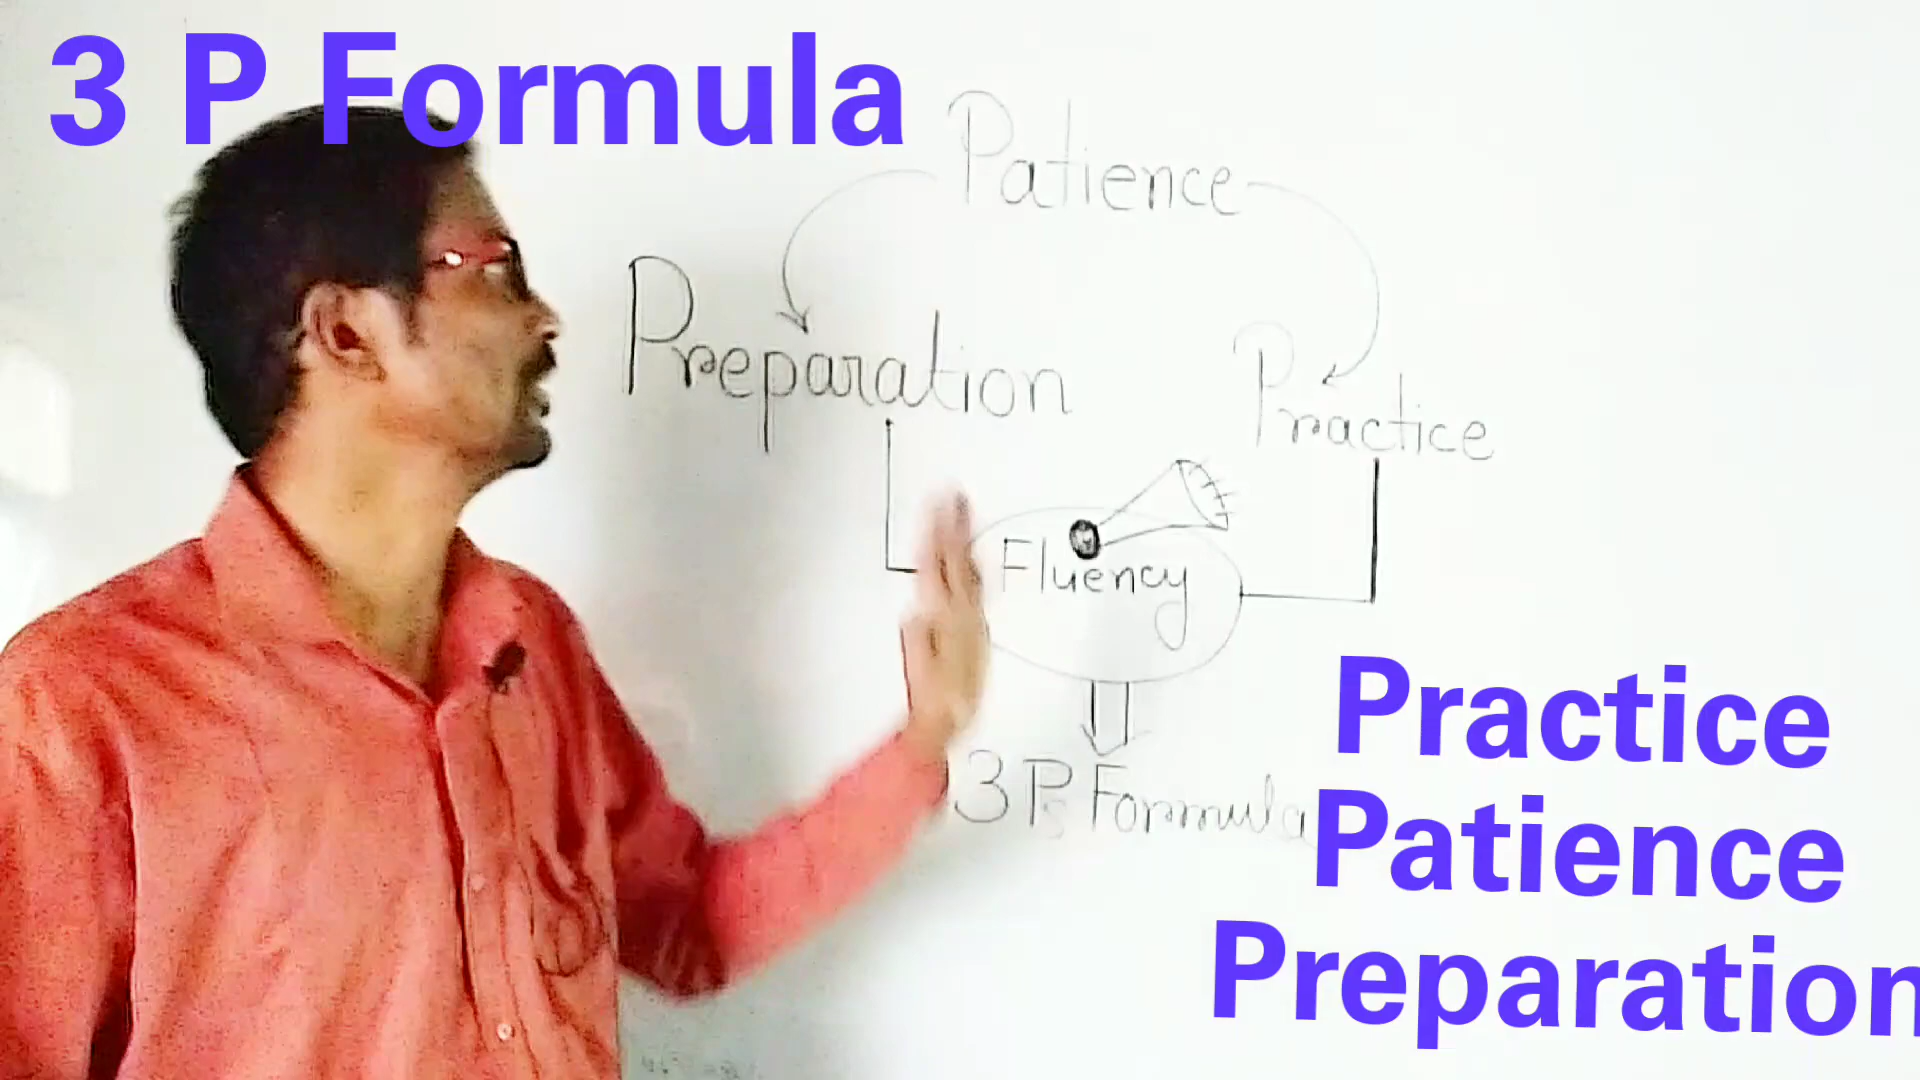 3 P Formula
Patience
Preparation
Practice
Fluency
3 Ps Formula
Practice
Patience
Preparation